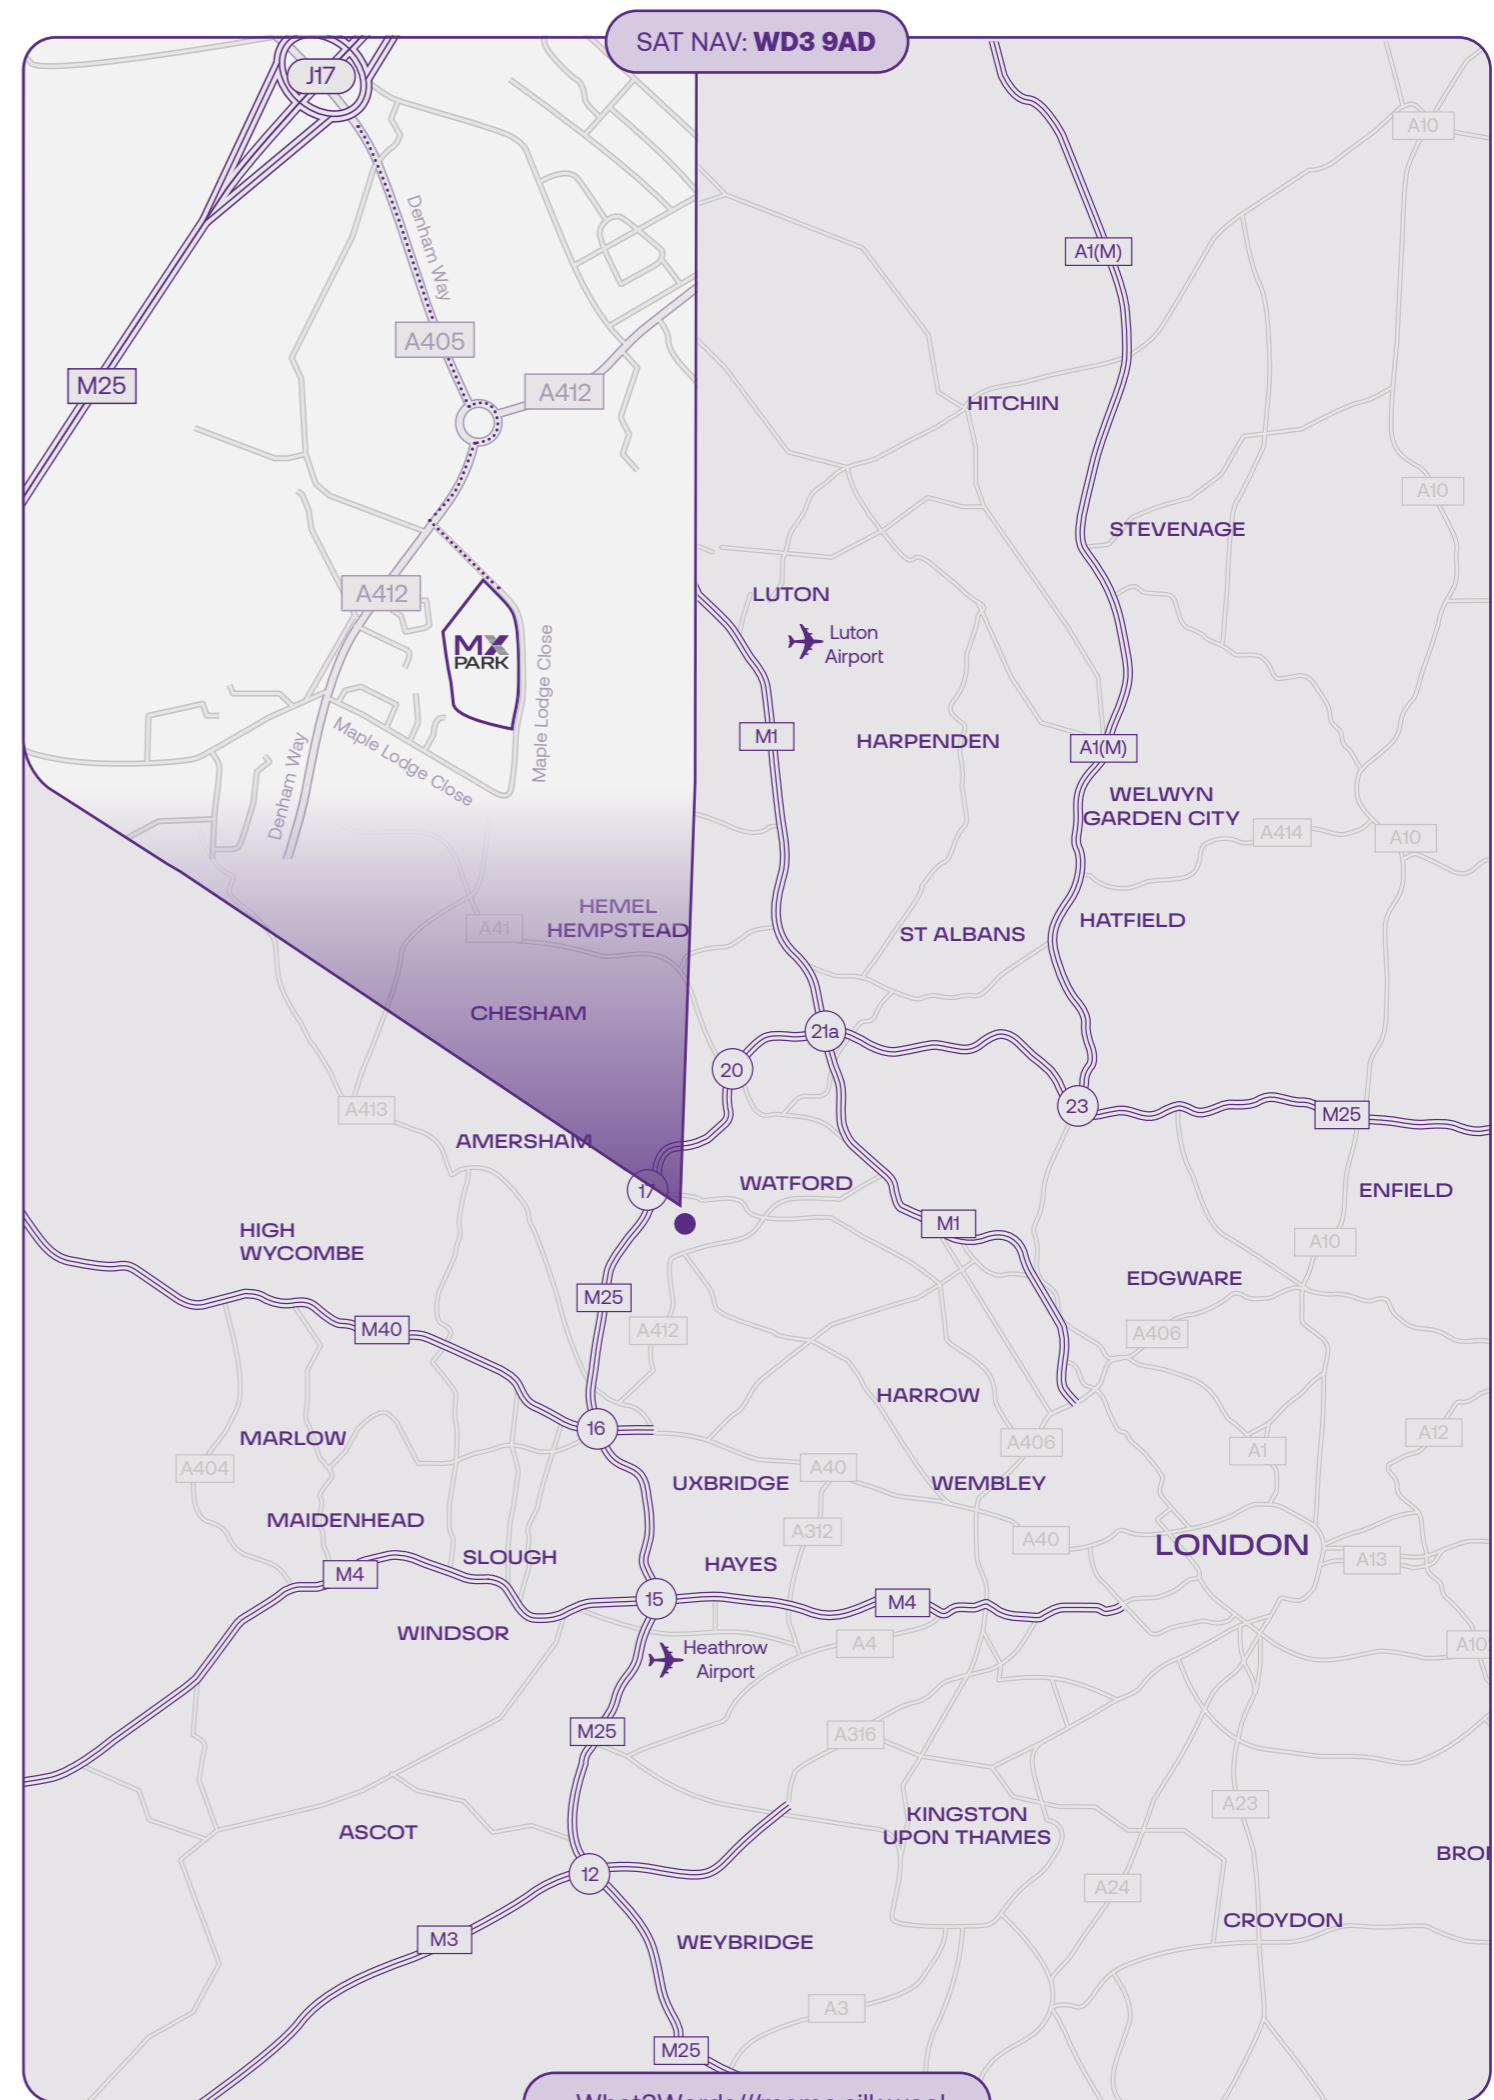 SAT NAV: WD3 9AD
J17
Denham Way
A405
M25
A412
A412
MX
PARK
Maple Lodge Close
Maple Lodge Close
Denham Way
A10
A1(M)
HITCHIN
A10
STEVENAGE
LUTON
Luton
Airport
M1
HARPENDEN
A1(M)
WELWYN
GARDEN CITY
A414
A10
HEMEL
HEMPSTEAD
A41
ST ALBANS
HATFIELD
CHESHAM
21a
20
23
M25
A413
AMERSHAM
17
WATFORD
ENFIELD
HIGH
WYCOMBE
M1
A10
EDGWARE
M25
M40
A412
A406
HARROW
16
MARLOW
A404
A406
A1
A12
UXBRIDGE
A40
WEMBLEY
MAIDENHEAD
A312
A40
LONDON
SLOUGH
HAYES
A13
M4
15
M4
WINDSOR
Heathrow
Airport
A4
A10
M25
A316
A23
ASCOT
KINGSTON
UPON THAMES
12
A24
CROYDON
M3
WEYBRIDGE
A3
M25